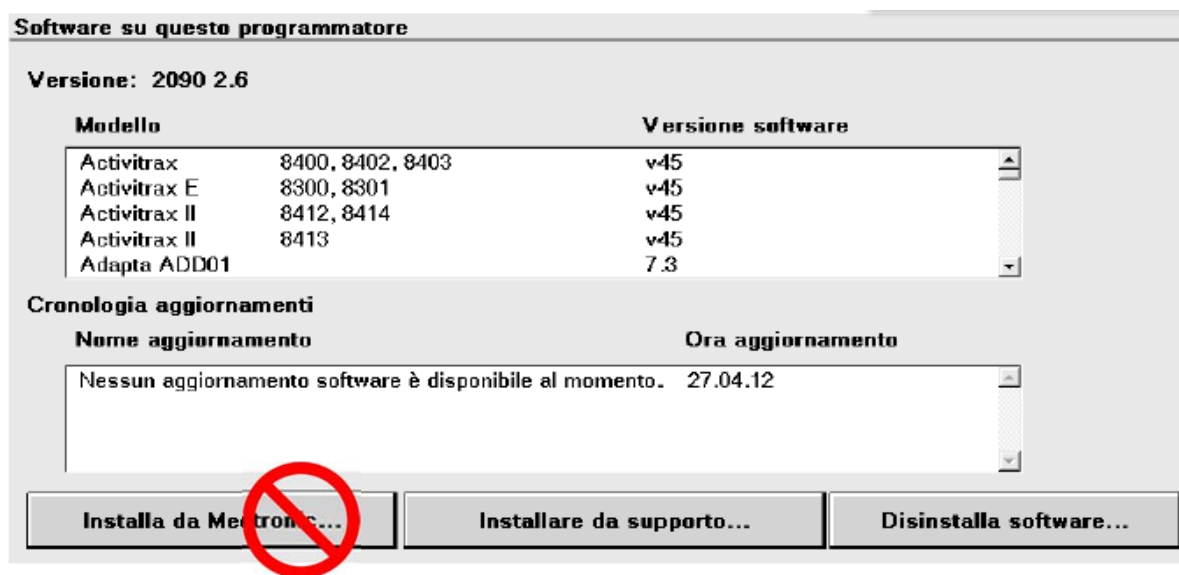 Software su questo programmatore
Versione: 2090 2.6
Modello Versione software
Activitrax 8400, 8402, 8403 v45
Activitrax E 8300, 8301 v45
Activitrax II 8412, 8414 v45
Activitrax II 8413 v45
Adapta ADD01 7.3
Cronologia aggiornamenti
Nome aggiornamento Ora aggiornamento
Nessun aggiornamento software è disponibile al momento. 27.04.12
Installa da Medtronic... Installare da supporto... Disinstalla software...